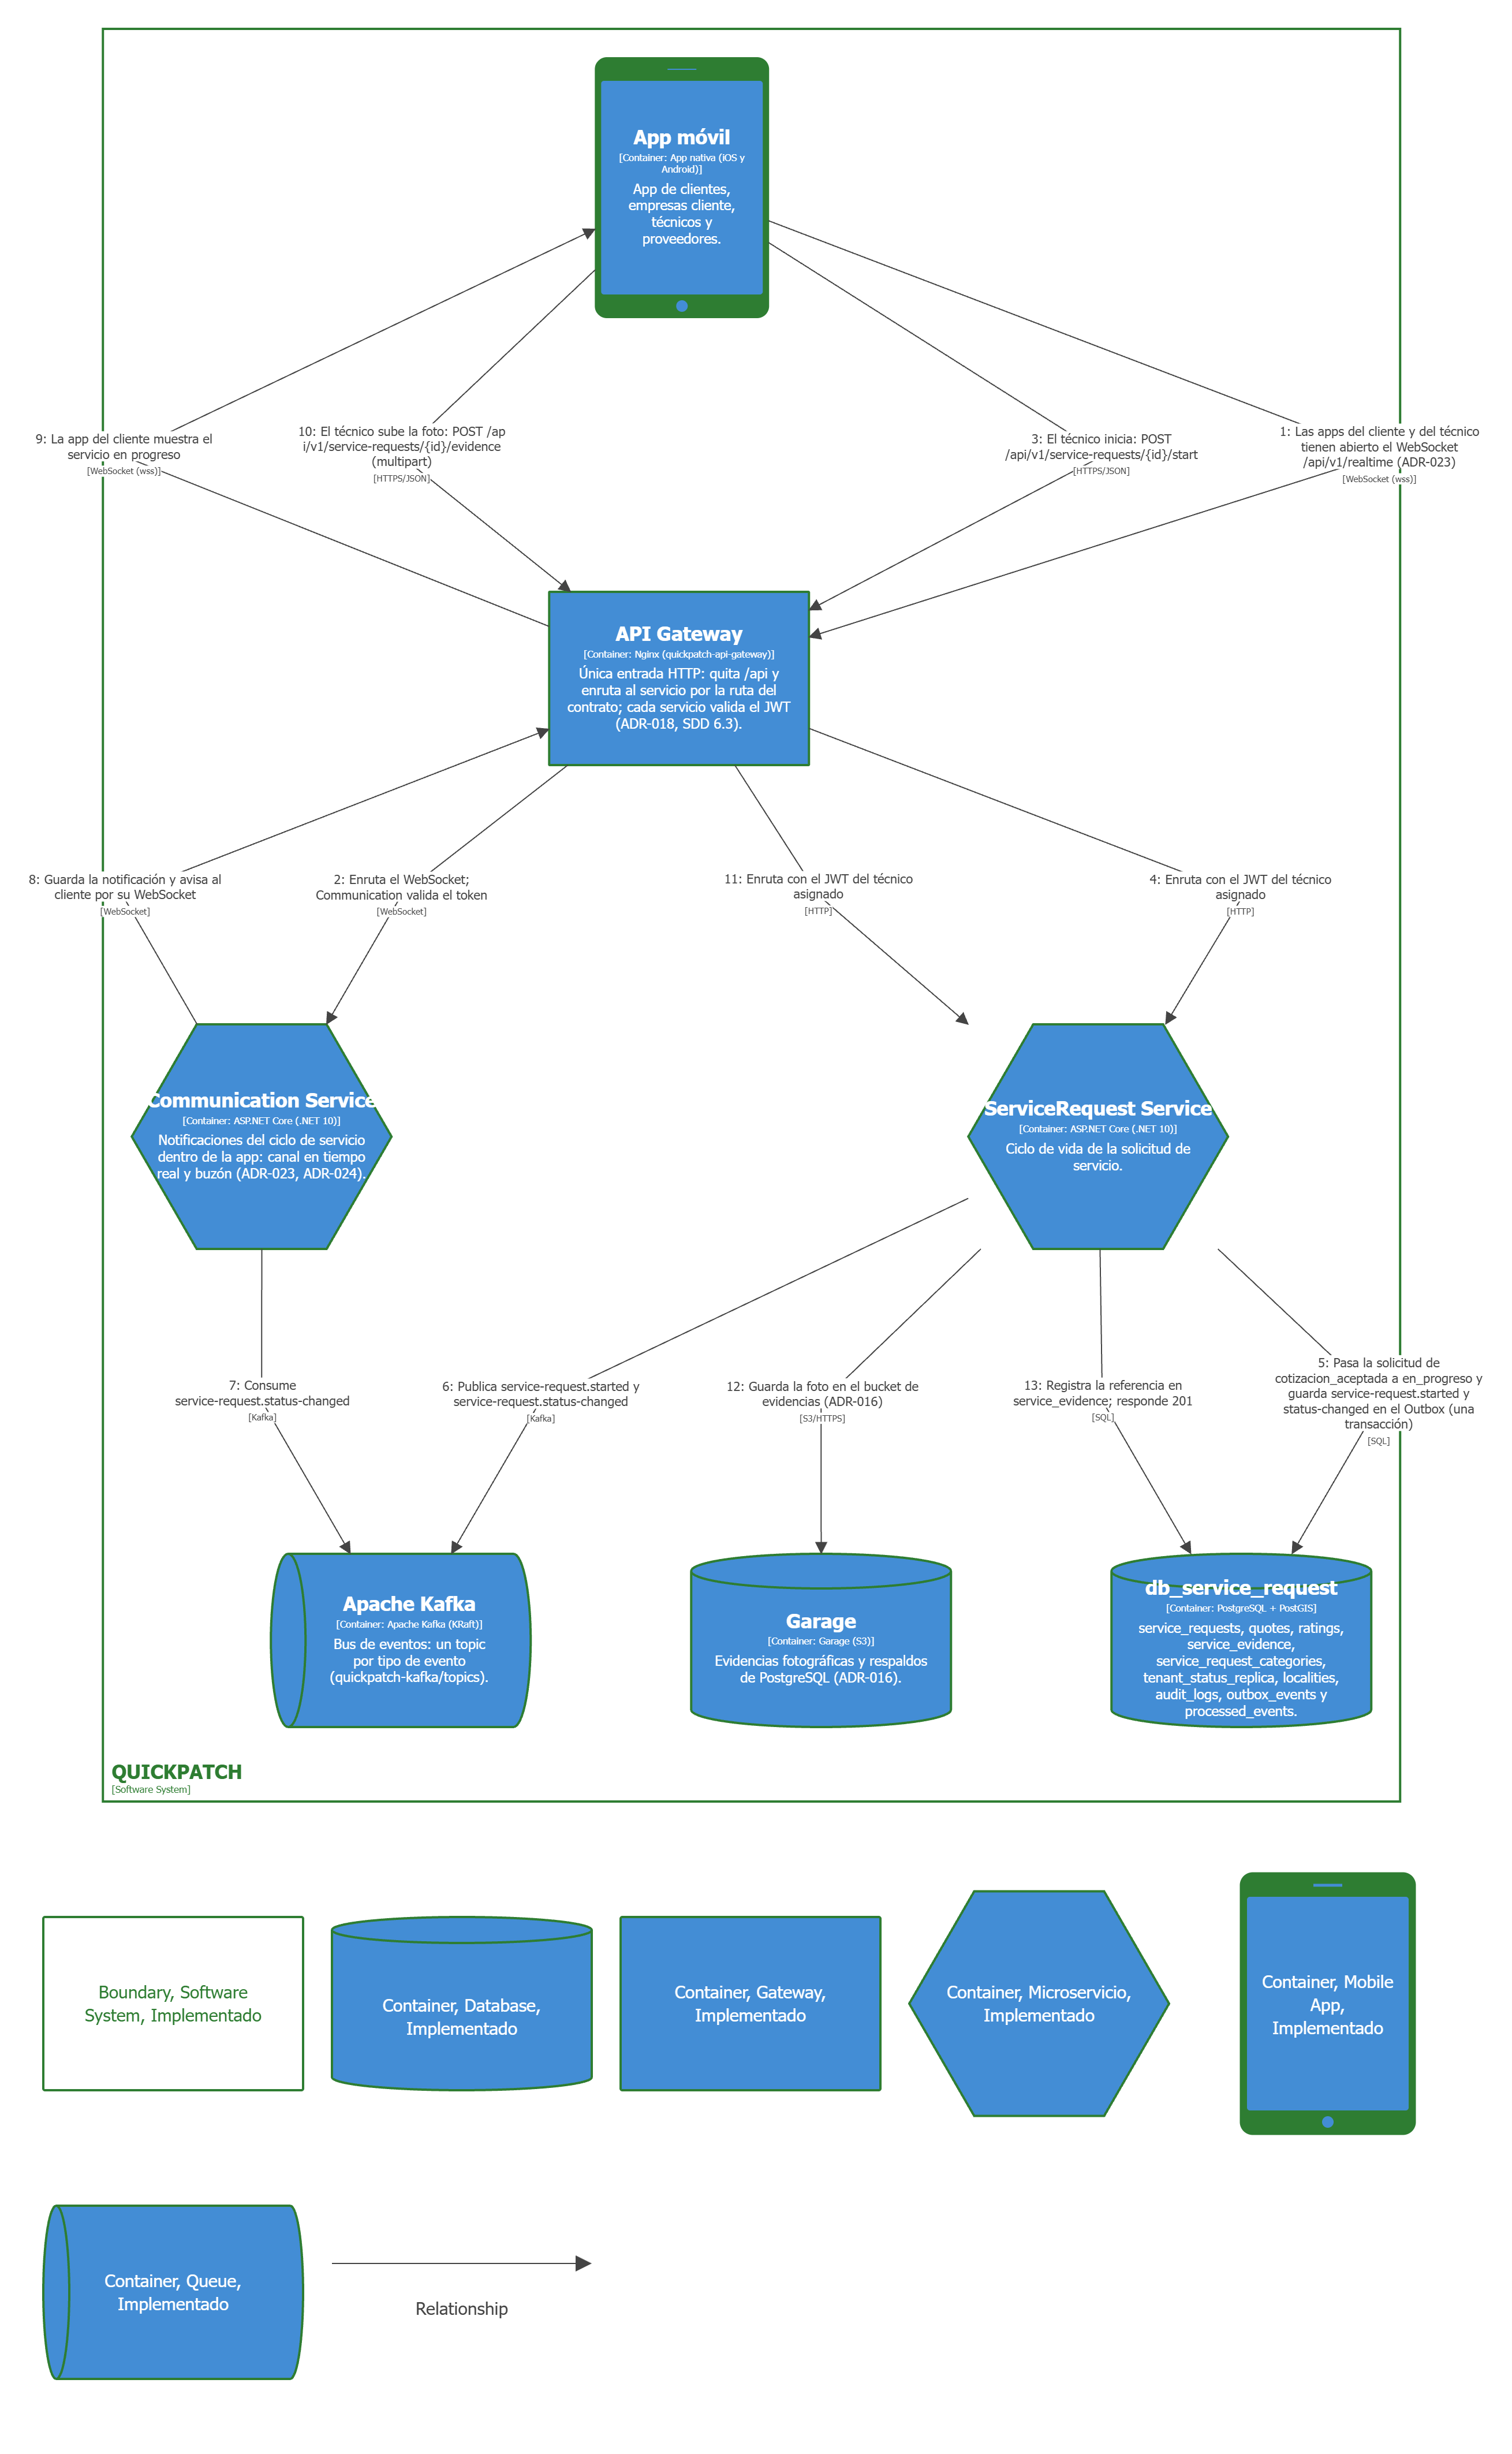 App móvil
[Container: App nativa (iOS y
Android)]
App de clientes,
empresas cliente,
técnicos y
proveedores.
9: La app del cliente muestra el
servicio en progreso
[WebSocket (wss)]
10: El técnico sube la foto: POST /ap
i/v1/service-requests/{id}/evidence
(multipart)
[HTTPS/JSON]
3: El técnico inicia: POST
/api/v1/service-requests/{id}/start
[HTTPS/JSON]
1: Las apps del cliente y del técnico
tienen abierto el WebSocket
/api/v1/realtime (ADR-023)
[WebSocket (wss)]
API Gateway
[Container: Nginx (quickpatch-api-gateway)]
Única entrada HTTP: quita /api y
enruta al servicio por la ruta del
contrato; cada servicio valida el JWT
(ADR-018, SDD 6.3).
8: Guarda la notificación y avisa al
cliente por su WebSocket
[WebSocket]
2: Enruta el WebSocket;
Communication valida el token
[WebSocket]
11: Enruta con el JWT del técnico
asignado
[HTTP]
4: Enruta con el JWT del técnico
asignado
[HTTP]
Communication Service
[Container: ASP.NET Core (.NET 10)]
Notificaciones del ciclo de servicio
dentro de la app: canal en tiempo
real y buzón (ADR-023, ADR-024).
ServiceRequest Service
[Container: ASP.NET Core (.NET 10)]
Ciclo de vida de la solicitud de
servicio.
7: Consume
service-request.status-changed
[Kafka]
6: Publica service-request.started y
service-request.status-changed
[Kafka]
12: Guarda la foto en el bucket de
evidencias (ADR-016)
[S3/HTTPS]
13: Registra la referencia en
service_evidence; responde 201
[SQL]
5: Pasa la solicitud de
cotizacion_aceptada a en_progreso y
guarda service-request.started y
status-changed en el Outbox (una
transacción)
[SQL]
Apache Kafka
[Container: Apache Kafka (KRaft)]
Bus de eventos: un topic
por tipo de evento
(quickpatch-kafka/topics).
Garage
[Container: Garage (S3)]
Evidencias fotográficas y respaldos
de PostgreSQL (ADR-016).
db_service_request
[Container: PostgreSQL + PostGIS]
service_requests, quotes, ratings,
service_evidence,
service_request_categories,
tenant_status_replica, localities,
audit_logs, outbox_events y
processed_events.
QUICKPATCH
[Software System]
Boundary, Software
System, Implementado
Container, Database,
Implementado
Container, Gateway,
Implementado
Container, Microservicio,
Implementado
Container, Mobile
App,
Implementado
Container, Queue,
Implementado
Relationship